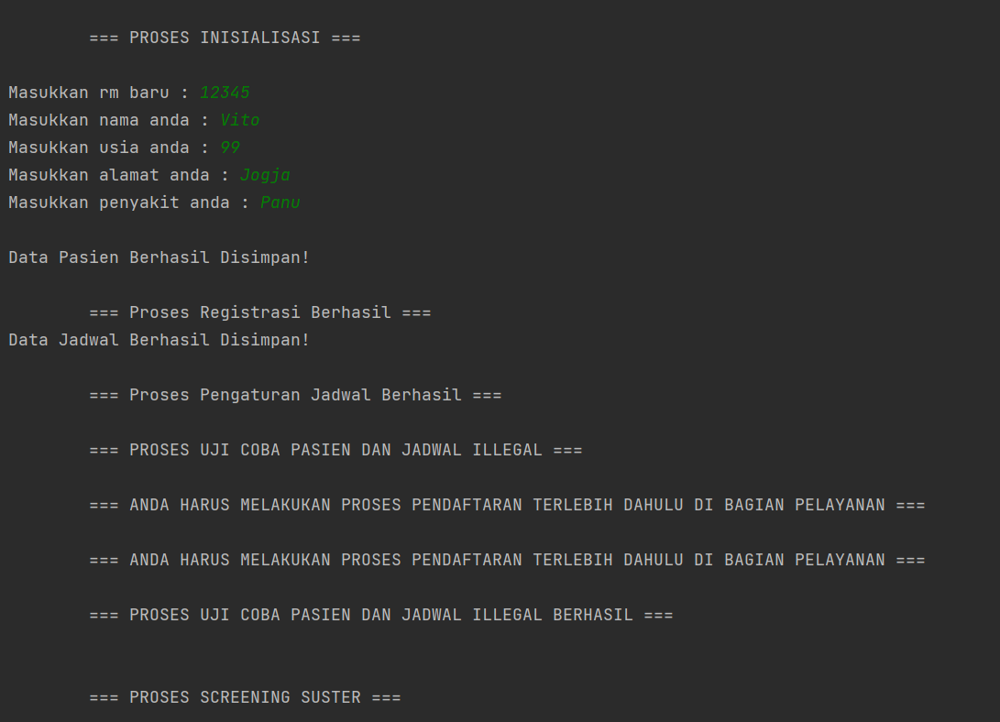 === PROSES INISIALISASI ===
Masukkan rm baru : 12345
Masukkan nama anda : Vito
Masukkan usia anda : 99
Masukkan alamat anda : Jogja
Masukkan penyakit anda : Panu
Data Pasien Berhasil Disimpan!
=== Proses Registrasi Berhasil ===
Data Jadwal Berhasil Disimpan!
=== Proses Pengaturan Jadwal Berhasil ===
=== PROSES UJI COBA PASIEN DAN JADWAL ILLEGAL ===
=== ANDA HARUS MELAKUKAN PROSES PENDAFTARAN TERLEBIH DAHULU DI BAGIAN PELAYANAN ===
=== ANDA HARUS MELAKUKAN PROSES PENDAFTARAN TERLEBIH DAHULU DI BAGIAN PELAYANAN ===
=== PROSES UJI COBA PASIEN DAN JADWAL ILLEGAL BERHASIL ===
=== PROSES SCREENING SUSTER ===